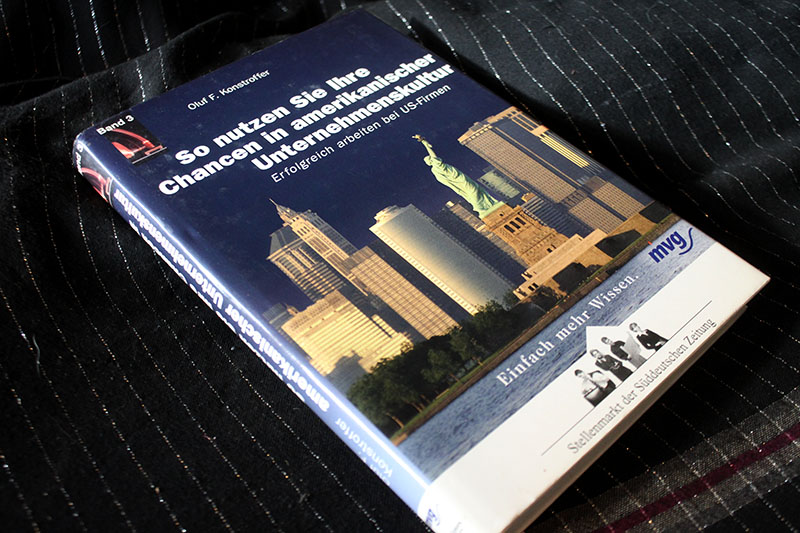 Band 3
Oluf F. Konstroffer
So nutzen Sie Ihre
Chancen in amerikanischer
Unternehmenskultur
Erfolgreich arbeiten bei US-Firmen
mvg
Einfach mehr Wissen.
Stellenmarkt der Süddeutschen Zeitung
amerikanischer Unternehmenskultur
Konstroffer